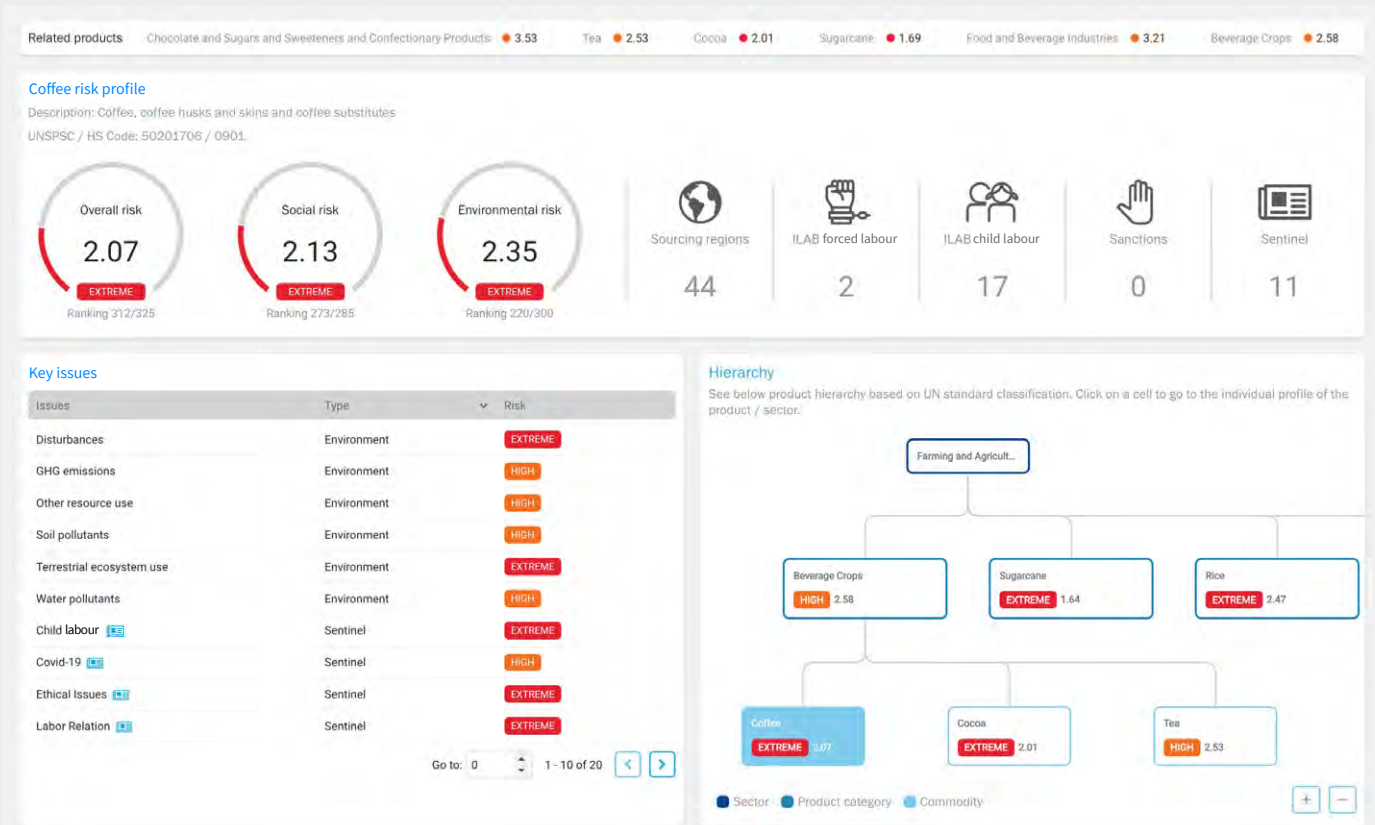 Related products Chocolate and Sugars and Sweeteners and Confectionary Products 3.53 Tea 2.53 Cocoa 2.01 Sugarcane 1.69 Food and Beverage Industries 3.21 Beverage Crops 2.58
Coffee risk profile
Description: Coffee, coffee husks and skins and coffee substitutes
UNSPSC / HS Code: 50201706 / 0901
Overall risk
2.07
EXTREME
Ranking 312/325
Social risk
2.13
EXTREME
Ranking 273/285
Environmental risk
2.35
EXTREME
Ranking 220/300
Sourcing regions
44
ILAB forced labour
2
ILAB child labour
17
Sanctions
0
Sentinel
11
Key issues
Issues Type Risk
Disturbances Environment EXTREME
GHG emissions Environment HIGH
Other resource use Environment HIGH
Soil pollutants Environment HIGH
Terrestrial ecosystem use Environment EXTREME
Water pollutants Environment HIGH
Child labour Sentinel EXTREME
Covid-19 Sentinel HIGH
Ethical Issues Sentinel EXTREME
Labor Relation Sentinel EXTREME
Go to: 0 1 - 10 of 20
Hierarchy
See below product hierarchy based on UN standard classification. Click on a cell to go to the individual profile of the
product / sector.
Farming and Agricult...
Beverage Crops
HIGH 2.58
Sugarcane
EXTREME 1.64
Rice
EXTREME 2.47
Coffee
EXTREME 2.07
Cocoa
EXTREME 2.01
Tea
HIGH 2.53
Sector Product category Commodity